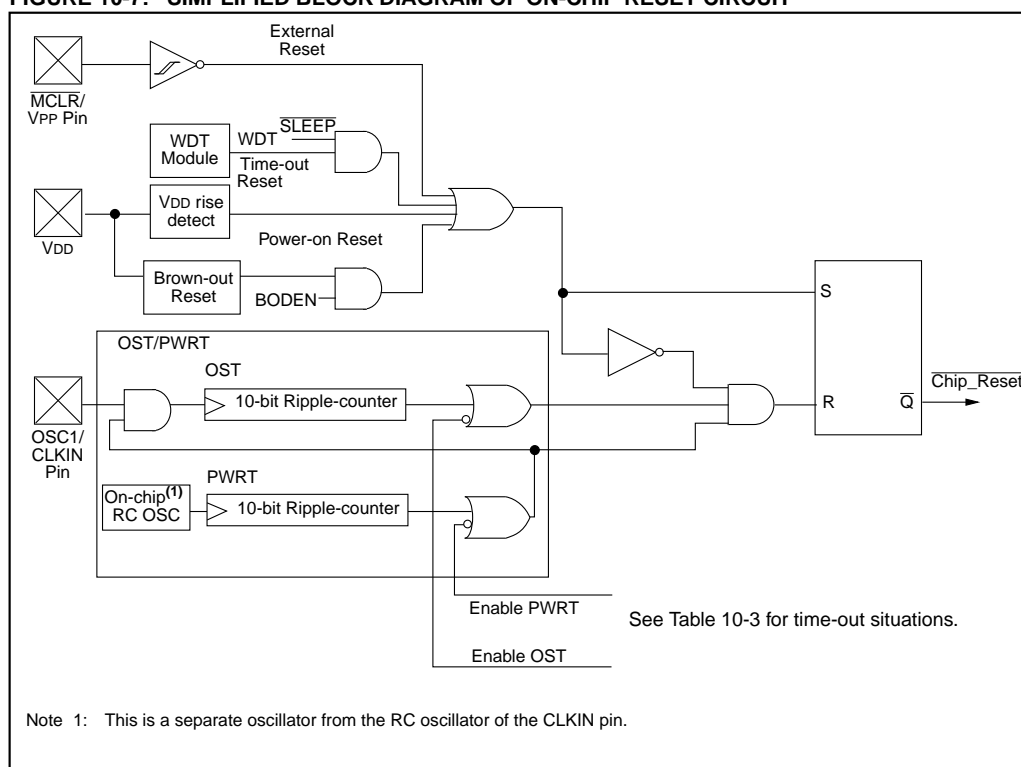 FIGURE 10-7: SIMPLIFIED BLOCK DIAGRAM OF ON-CHIP RESET CIRCUIT
External
Reset
MCLR/
VPP Pin
SLEEP
WDT
Module
WDT
Time-out
Reset
VDD rise
detect
VDD
Power-on Reset
Brown-out
Reset
BODEN
S
OST/PWRT
OST
10-bit Ripple-counter
Chip_Reset
R
Q
OSC1/
CLKIN
Pin
PWRT
On-chip(1)
RC OSC
10-bit Ripple-counter
Enable PWRT
See Table 10-3 for time-out situations.
Enable OST
Note 1: This is a separate oscillator from the RC oscillator of the CLKIN pin.